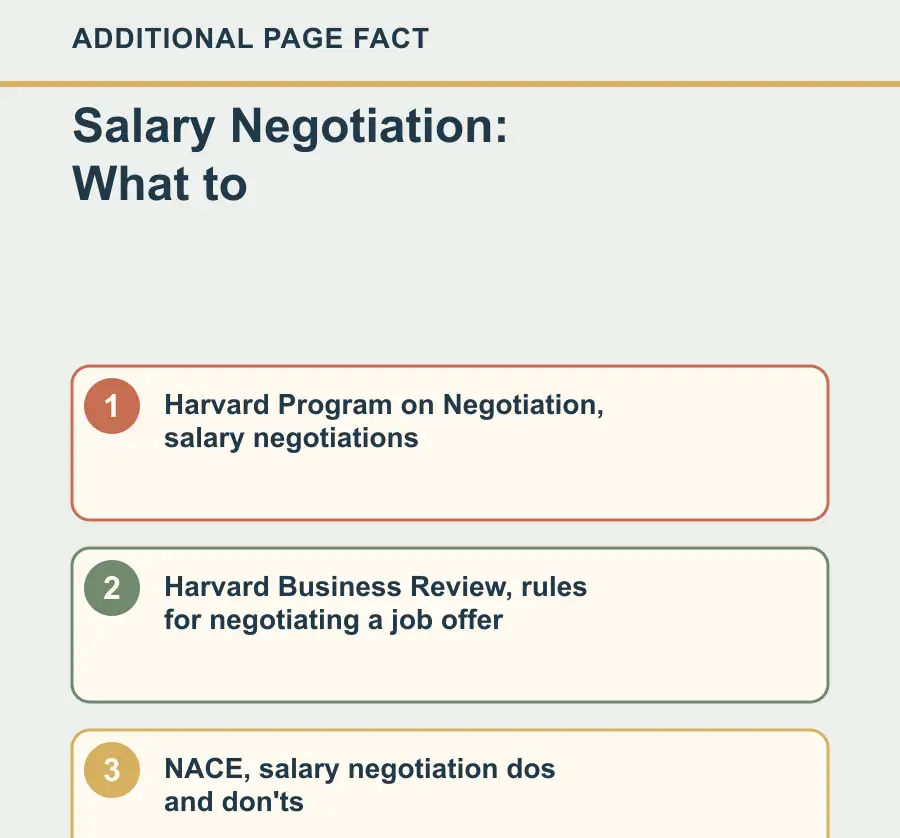 ADDITIONAL PAGE FACT
Salary Negotiation:
What to
1
Harvard Program on Negotiation,
salary negotiations
2
Harvard Business Review, rules
for negotiating a job offer
3
NACE, salary negotiation dos
and don'ts